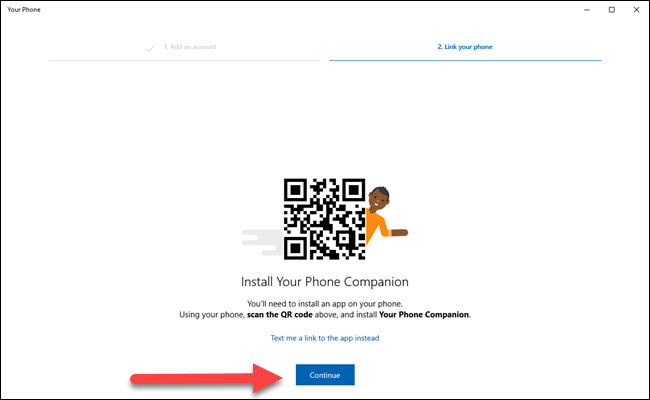 Your Phone
1. Add an account
2. Link your phone
Install Your Phone Companion
You'll need to install an app on your phone.
Using your phone, scan the QR code above, and install Your Phone Companion.
Text me a link to the app instead
Continue